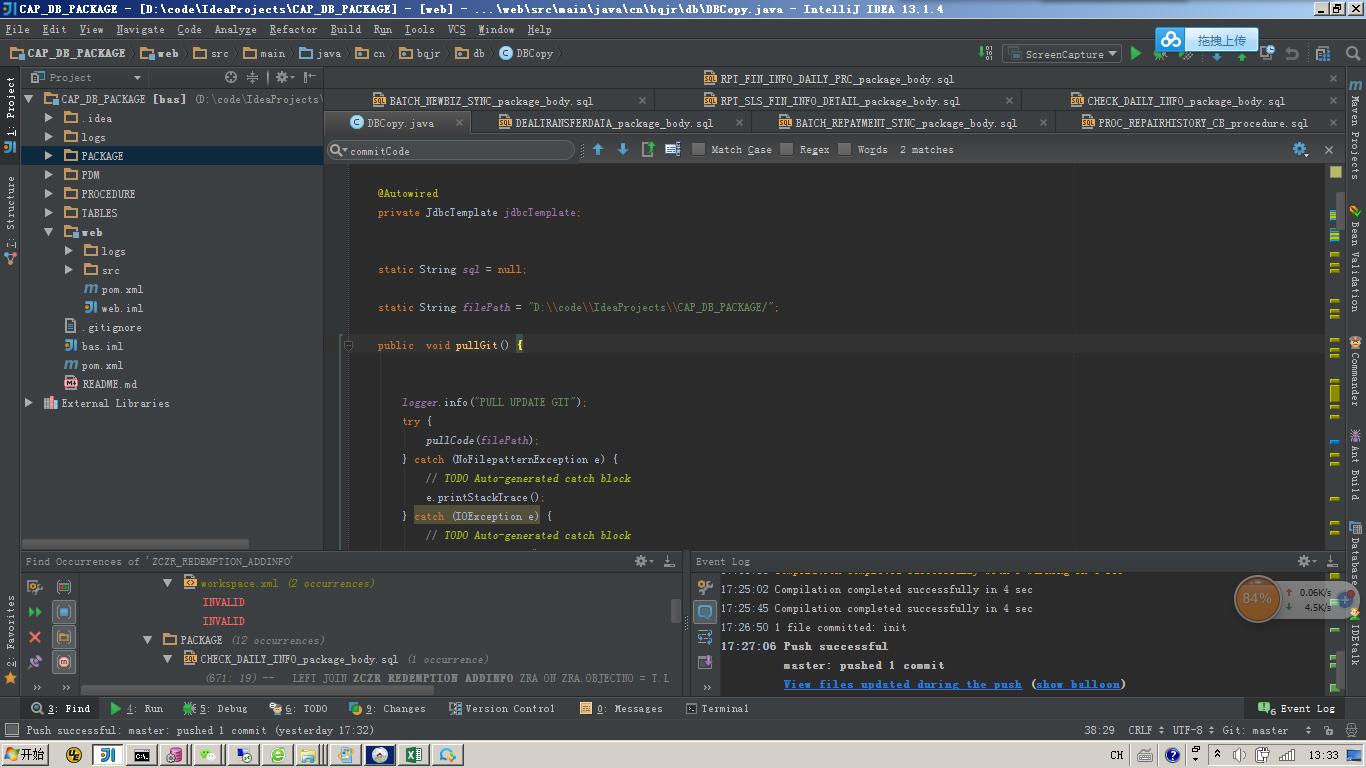 CAP_DB_PACKAGE - [D:\code\IdeaProjects\CAP_DB_PACKAGE] - [web] - ...\web\src\main\java\cn\bqjr\db\DBCopy.java - IntelliJ IDEA 13.1.4
File Edit View Navigate Code Analyze Refactor Build Run Tools VCS Window Help
CAP_DB_PACKAGE web src main java cn bqjr db DBCopy
ScreenCapture
拖拽上传
Project
RPT_FIN_INFO_DAILY_PRC_package_body.sql
BATCH_NEWBIZ_SYNC_package_body.sql RPT_SLS_FIN_INFO_DETAIL_package_body.sql CHECK_DAILY_INFO_package_body.sql
DBCopy.java DEALTRANSFERDATA_package_body.sql BATCH_REPAYMENT_SYNC_package_body.sql PROC_REPAIRHISTORY_CB_procedure.sql
commitCode Match Case Regex Words 2 matches
CAP_DB_PACKAGE [bas] (D:\code\IdeaProjects\
.idea
logs
PACKAGE
PDM
PROCEDURE
TABLES
web
logs
src
pom.xml
web.iml
.gitignore
bas.iml
pom.xml
README.md
External Libraries
@Autowired
private JdbcTemplate jdbcTemplate;
static String sql = null;
static String filePath = "D:\\code\\IdeaProjects\\CAP_DB_PACKAGE/";
public void pullGit() {
logger.info("PULL UPDATE GIT");
try {
pullCode(filePath);
} catch (NoFilepatternException e) {
// TODO Auto-generated catch block
e.printStackTrace();
} catch (IOException e) {
// TODO Auto-generated catch block
1: Project
7: Structure
2: Favorites
Maven Projects
Bean Validation
Commander
Ant Build
Database
IDEtalk
Find Occurrences of 'ZCZR_REDEMPTION_ADDINFO'
workspace.xml (2 occurrences)
INVALID
INVALID
PACKAGE (12 occurrences)
CHECK_DAILY_INFO_package_body.sql (1 occurrence)
(671: 19) -- LEFT JOIN ZCZR_REDEMPTION_ADDINFO ZRA ON ZRA.OBJECTNO = T.L
Event Log
17:25:02 Compilation completed successfully in 4 sec
17:25:45 Compilation completed successfully in 4 sec
17:26:50 1 file committed: init
17:27:06 Push successful
master: pushed 1 commit
View files updated during the push (show balloon)
84%
0.06K/s
4.5K/s
3: Find 4: Run 5: Debug 6: TODO 9: Changes Version Control 0: Messages Terminal Event Log
Push successful: master: pushed 1 commit (yesterday 17:32) 38:29 CRLF UTF-8 Git: master
开始 CH 13:33